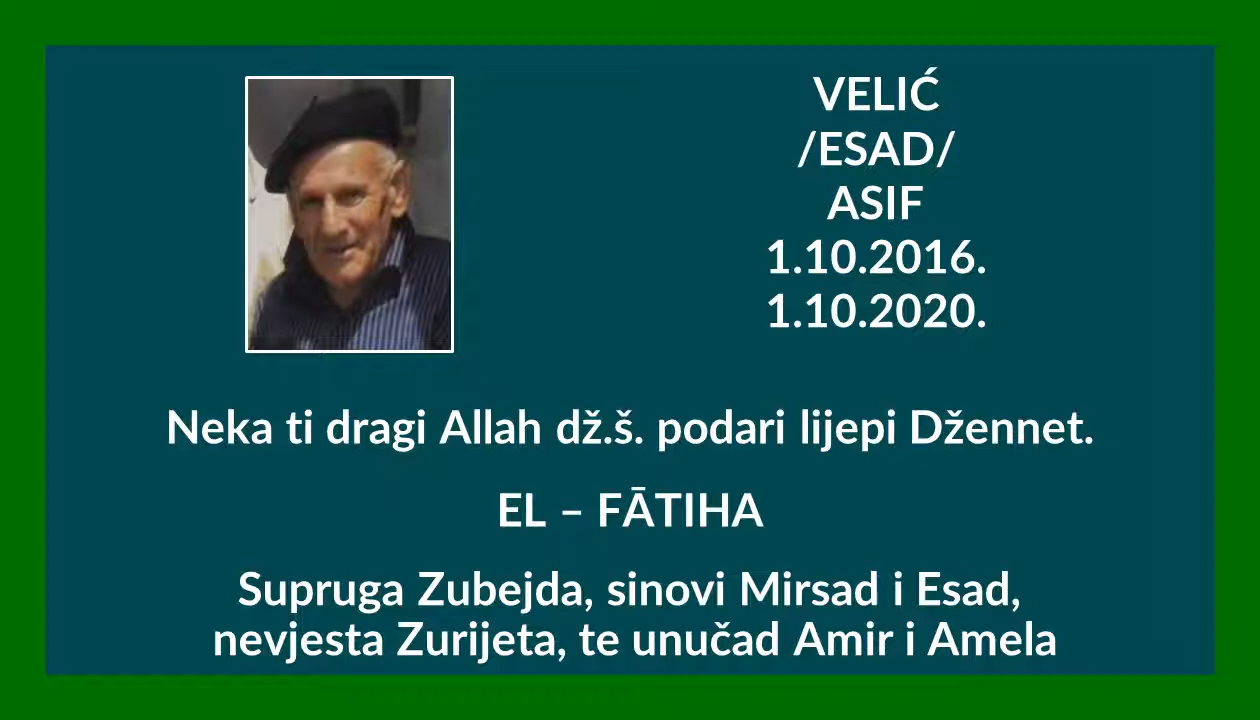 VELIĆ
/ESAD/
ASIF
1.10.2016.
1.10.2020.
Neka ti dragi Allah dž.š. podari lijepi Džennet.
EL – FĀTIHA
Supruga Zubejda, sinovi Mirsad i Esad,
nevjesta Zurijeta, te unučad Amir i Amela